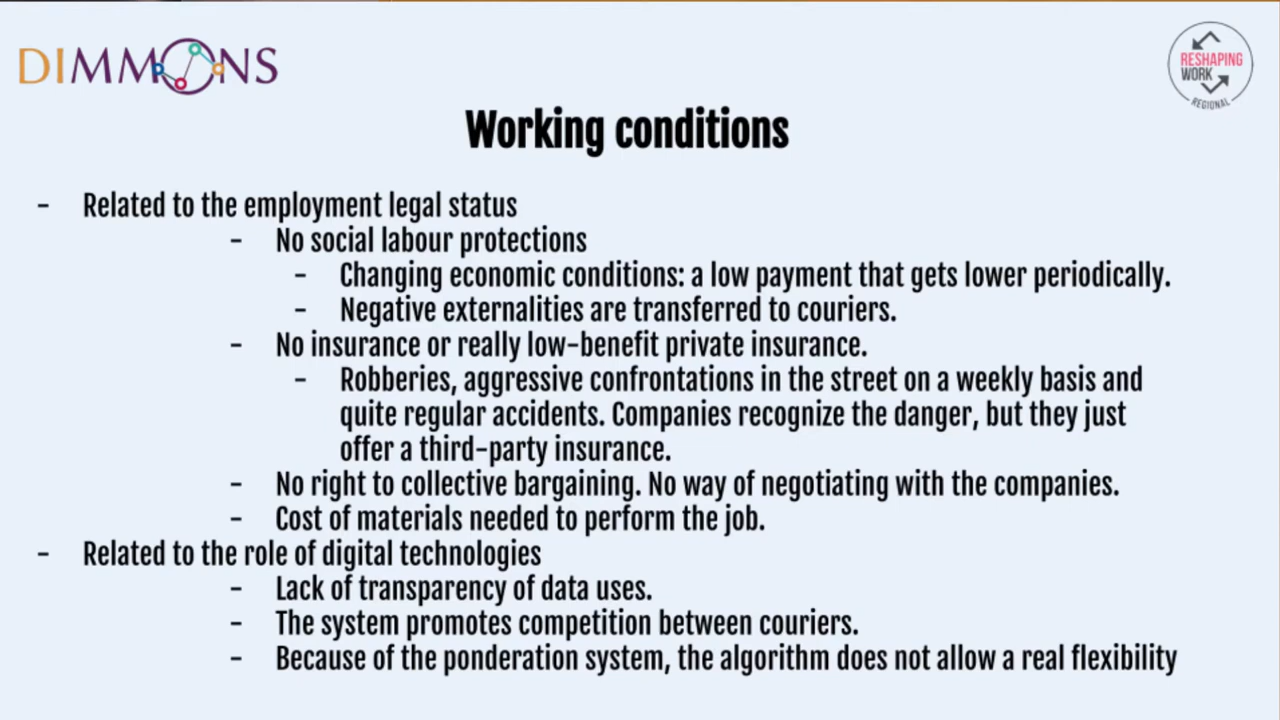 DIMMONS
RESHAPING
WORK
REGIONAL
Working conditions
- Related to the employment legal status
- No social labour protections
- Changing economic conditions: a low payment that gets lower periodically.
- Negative externalities are transferred to couriers.
- No insurance or really low-benefit private insurance.
- Robberies, aggressive confrontations in the street on a weekly basis and
quite regular accidents. Companies recognize the danger, but they just
offer a third-party insurance.
- No right to collective bargaining. No way of negotiating with the companies.
- Cost of materials needed to perform the job.
- Related to the role of digital technologies
- Lack of transparency of data uses.
- The system promotes competition between couriers.
- Because of the ponderation system, the algorithm does not allow a real flexibility